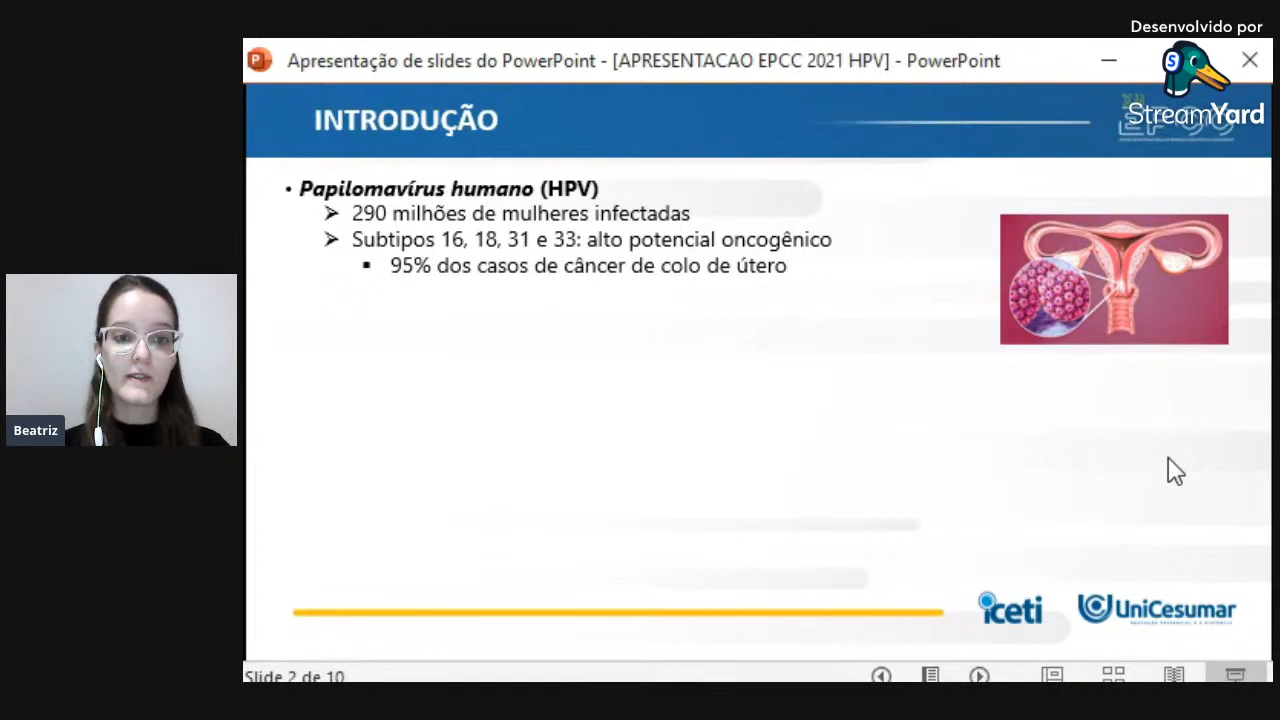 Desenvolvido por
StreamYard
Apresentação de slides do PowerPoint - [APRESENTACAO EPCC 2021 HPV] - PowerPoint
INTRODUÇÃO
• Papilomavírus humano (HPV)
➢ 290 milhões de mulheres infectadas
➢ Subtipos 16, 18, 31 e 33: alto potencial oncogênico
▪ 95% dos casos de câncer de colo de útero
Beatriz
iceti
UniCesumar
Slide 2 de 10